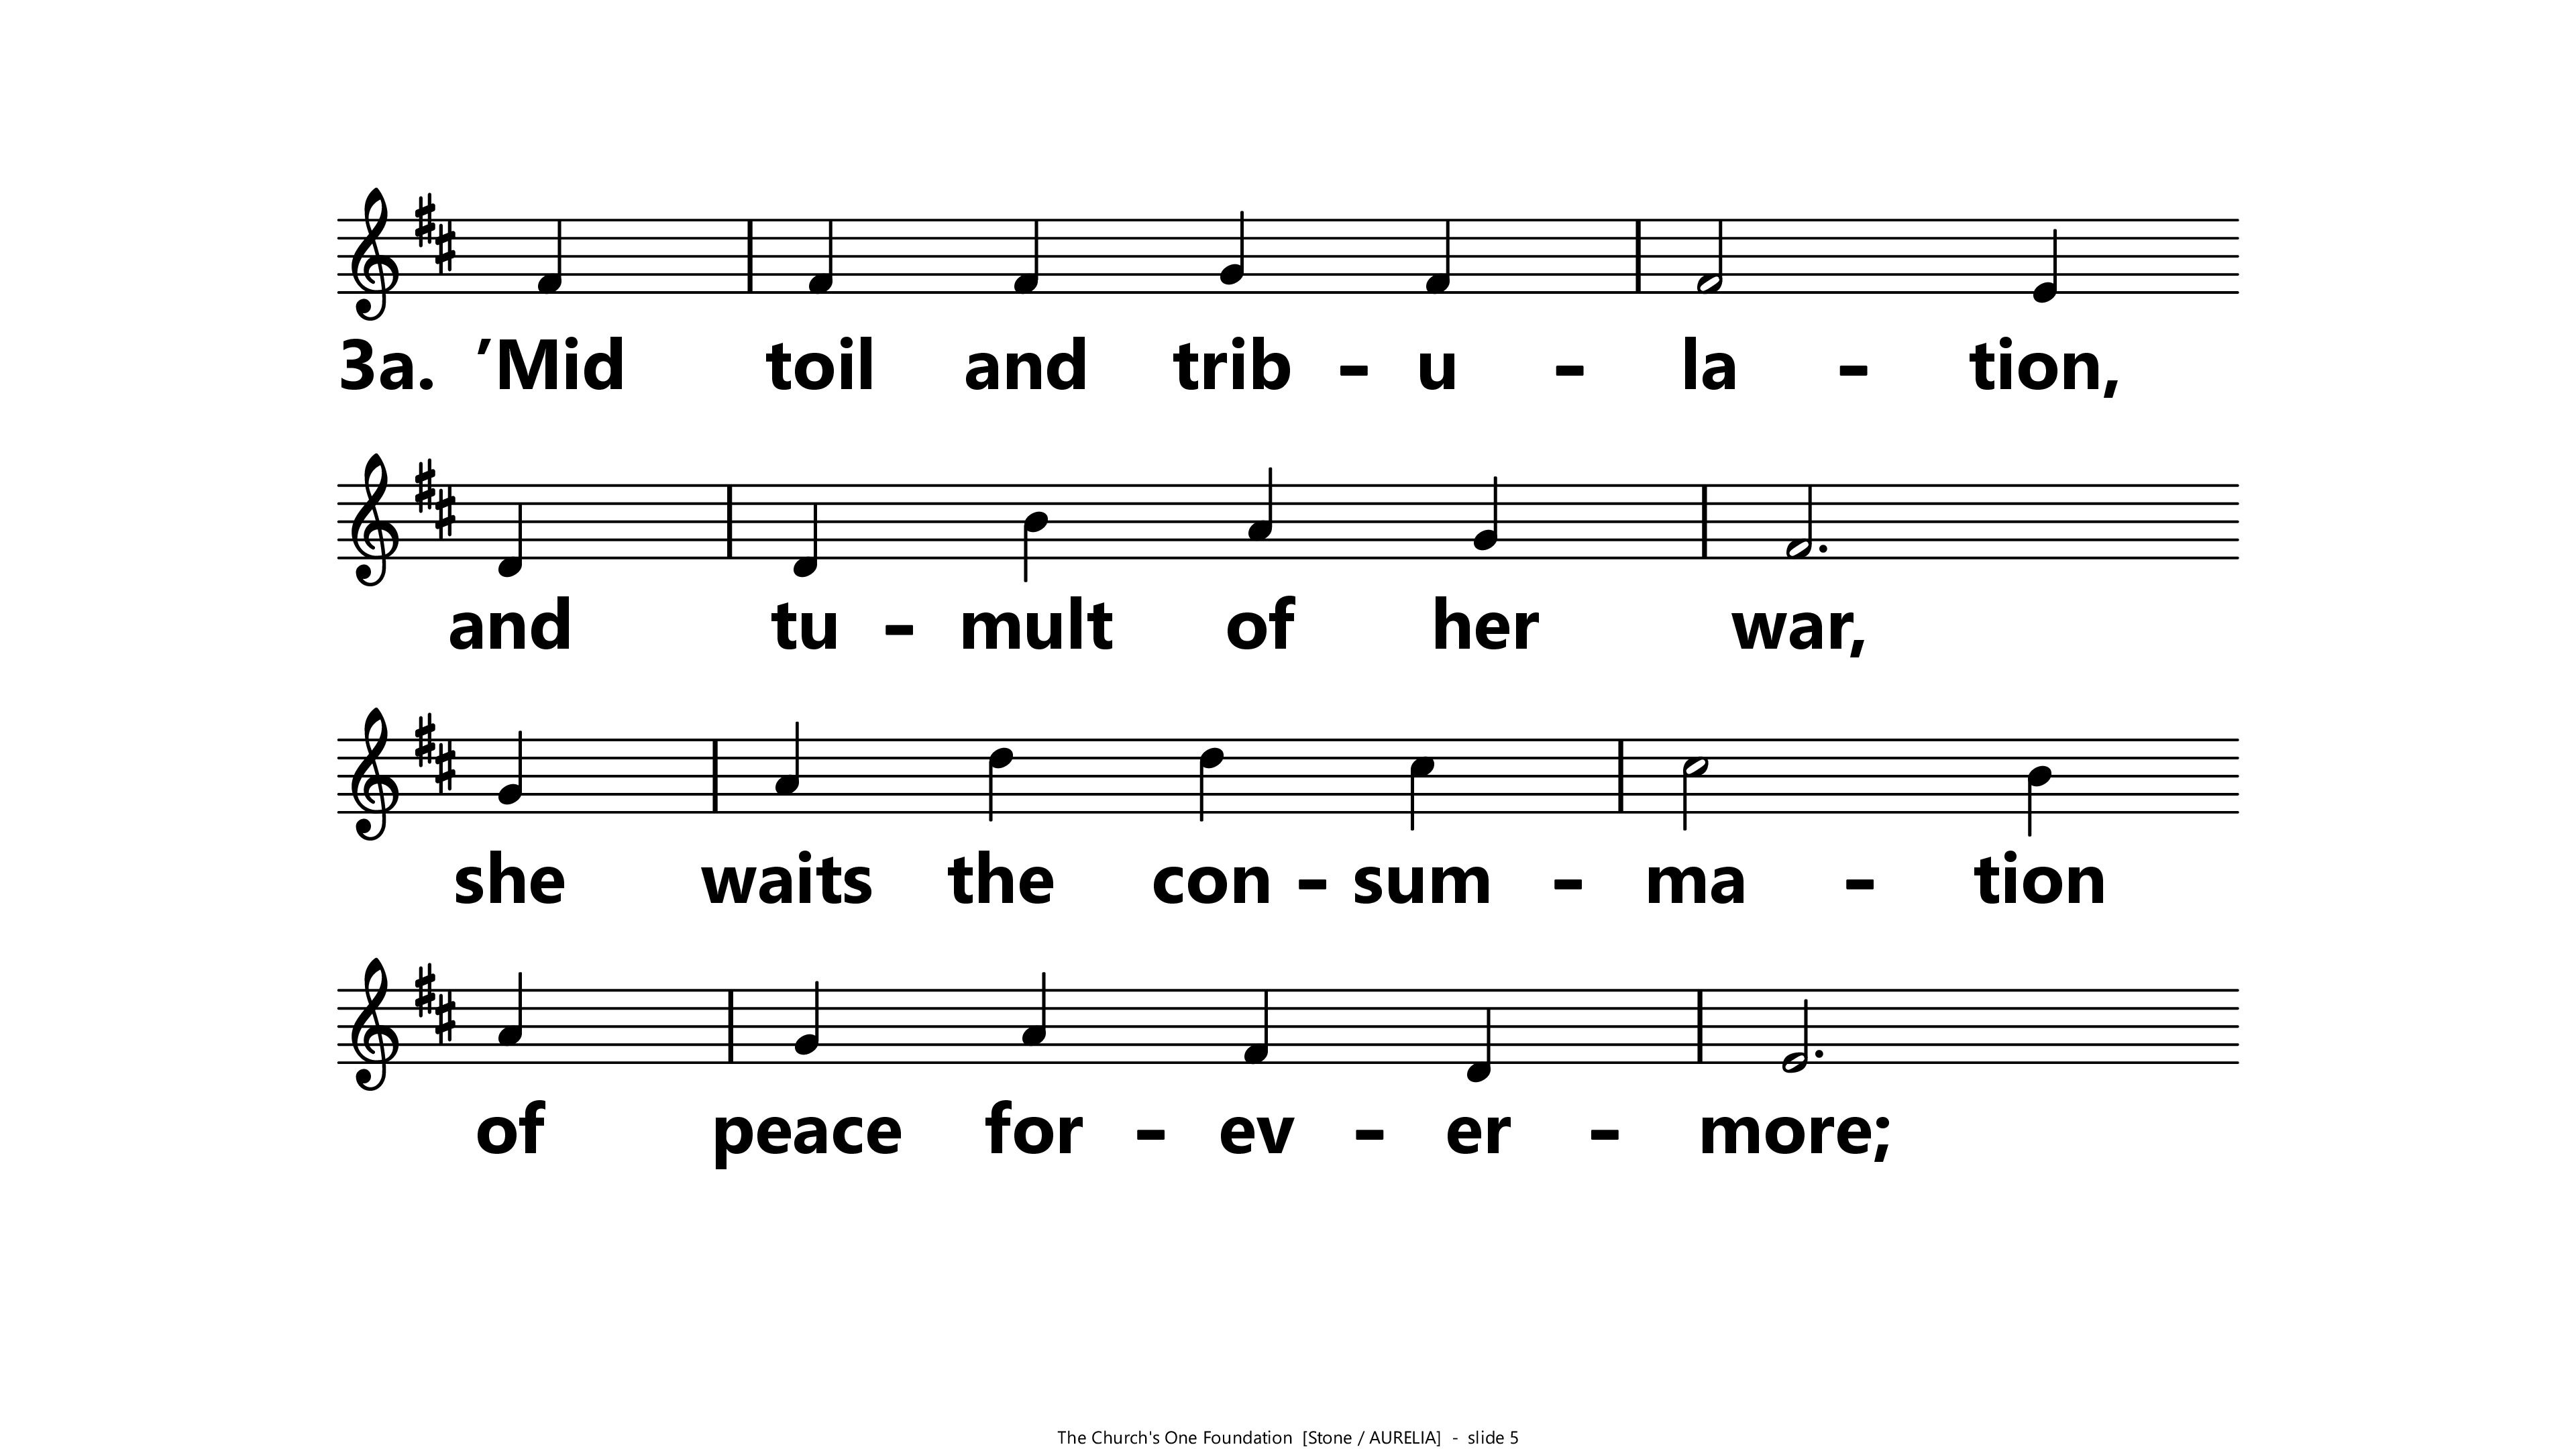 3a. ’Mid toil and trib - u - la - tion,
and tu - mult of her war,
she waits the con - sum - ma - tion
of peace for - ev - er - more;
The Church's One Foundation [Stone / AURELIA] - slide 5